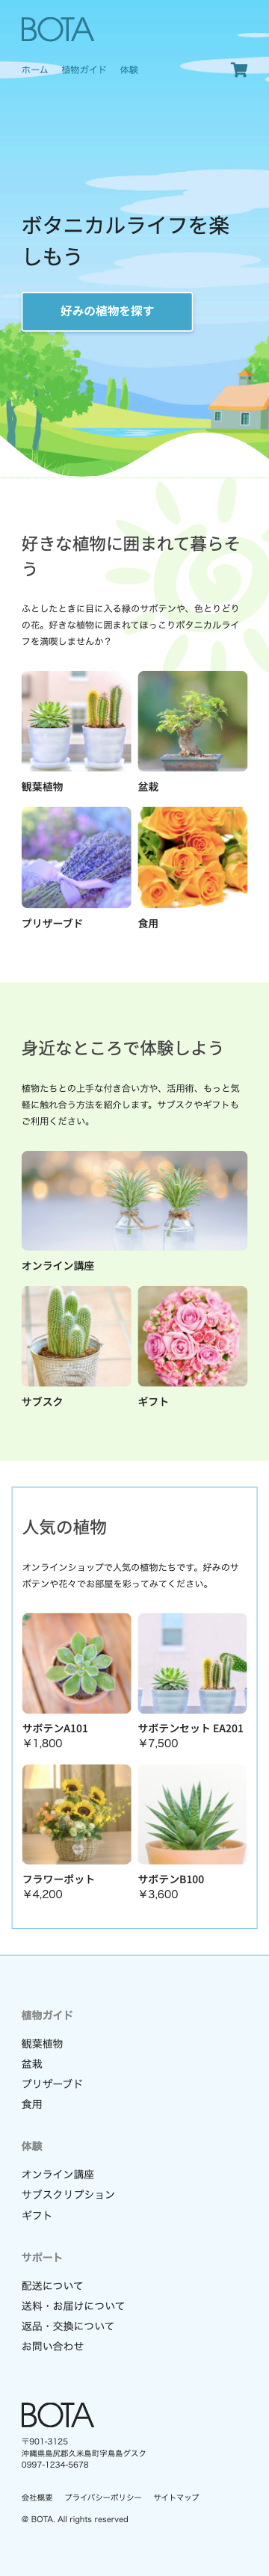 BOTA
ホーム 植物ガイド 体験
ボタニカルライフを楽
しもう
好みの植物を探す
好きな植物に囲まれて暮らそ
う
ふとしたときに目に入る緑のサボテンや、色とりどり
の花。好きな植物に囲まれてほっこりボタニカルライ
フを満喫しませんか？
観葉植物 盆栽
プリザーブド 食用
身近なところで体験しよう
植物たちとの上手な付き合い方や、活用術、もっと気
軽に触れ合う方法を紹介します。サブスクやギフトも
ご利用ください。
オンライン講座
サブスク ギフト
人気の植物
オンラインショップで人気の植物たちです。好みのサ
ボテンや花々でお部屋を彩ってみてください。
サボテンA101 サボテンセット EA201
￥1,800 ￥7,500
フラワーポット サボテンB100
￥4,200 ￥3,600
植物ガイド
観葉植物
盆栽
プリザーブド
食用
体験
オンライン講座
サブスクリプション
ギフト
サポート
配送について
送料・お届けについて
返品・交換について
お問い合わせ
BOTA
〒901-3125
沖縄県島尻郡久米島町字鳥島グスク
0997-1234-5678
会社概要 プライバシーポリシー サイトマップ
@ BOTA. All rights reserved